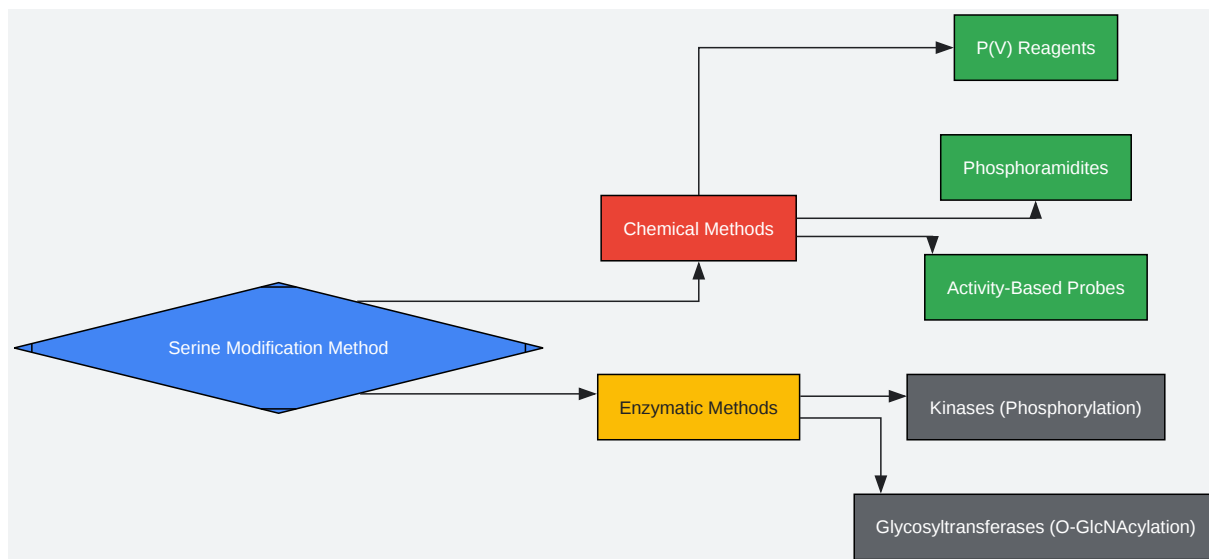 P(V) Reagents
Phosphoramidites
Chemical Methods
Activity-Based Probes
Serine Modification Method
Enzymatic Methods
Kinases (Phosphorylation)
Glycosyltransferases (O-GlcNAcylation)